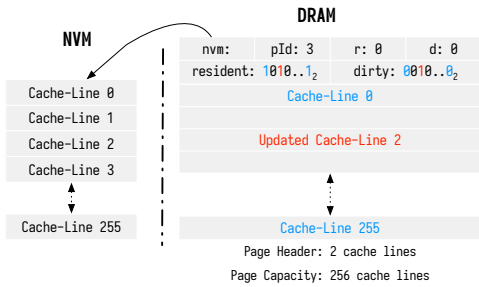 DRAM
NVM
nvm: pId: 3 r: 0 d: 0
resident: 1010..1₂ dirty: 0010..0₂
Cache-Line 0
Cache-Line 1
Cache-Line 2
Cache-Line 3
Cache-Line 255
Cache-Line 0
Updated Cache-Line 2
Cache-Line 255
Page Header: 2 cache lines
Page Capacity: 256 cache lines